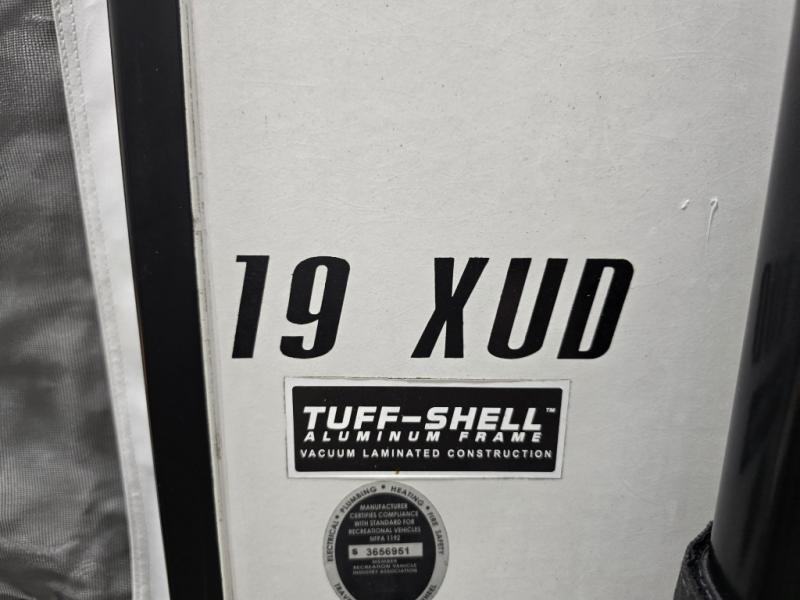 19 XUD
TUFF-SHELL™
ALUMINUM FRAME
VACUUM LAMINATED CONSTRUCTION
ELECTRICAL • PLUMBING • HEATING • FIRE SAFETY
MANUFACTURER
CERTIFIES COMPLIANCE
WITH STANDARD FOR
RECREATIONAL VEHICLES
NFPA 1192
S 3656951
MEMBER
RECREATION VEHICLE
INDUSTRY ASSOCIATION